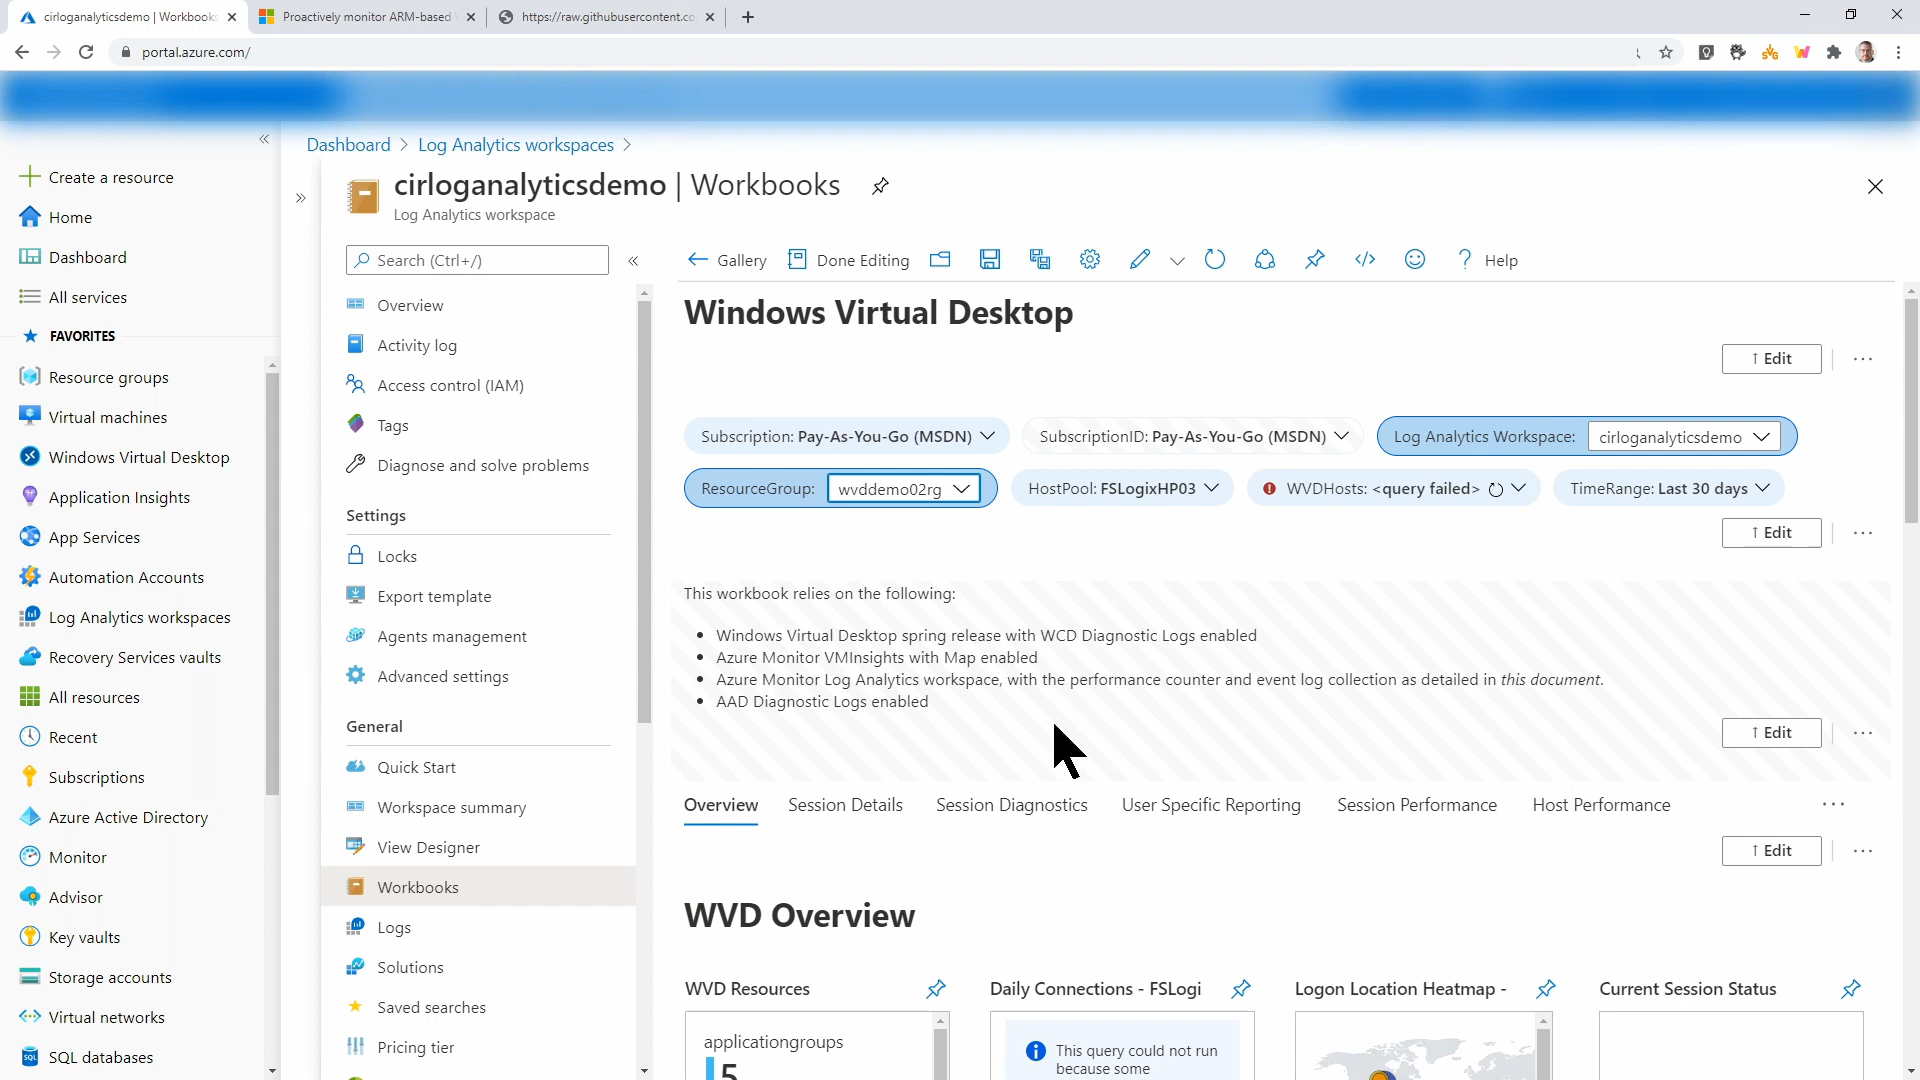 cirloganalyticsdemo | Workbooks
Proactively monitor ARM-based
https://raw.githubusercontent.co
portal.azure.com/
Create a resource
Home
Dashboard
All services
FAVORITES
Resource groups
Virtual machines
Windows Virtual Desktop
Application Insights
App Services
Automation Accounts
Log Analytics workspaces
Recovery Services vaults
All resources
Recent
Subscriptions
Azure Active Directory
Monitor
Advisor
Key vaults
Storage accounts
Virtual networks
SQL databases
Dashboard > Log Analytics workspaces >
cirloganalyticsdemo | Workbooks
Log Analytics workspace
Search (Ctrl+/)
Overview
Activity log
Access control (IAM)
Tags
Diagnose and solve problems
Settings
Locks
Export template
Agents management
Advanced settings
General
Quick Start
Workspace summary
View Designer
Workbooks
Logs
Solutions
Saved searches
Pricing tier
Gallery
Done Editing
Help
Windows Virtual Desktop
↑ Edit
Subscription: Pay-As-You-Go (MSDN)
SubscriptionID: Pay-As-You-Go (MSDN)
Log Analytics Workspace: cirloganalyticsdemo
ResourceGroup: wvddemo02rg
HostPool: FSLogixHP03
WVDHosts: <query failed>
TimeRange: Last 30 days
↑ Edit
This workbook relies on the following:
• Windows Virtual Desktop spring release with WCD Diagnostic Logs enabled
• Azure Monitor VMInsights with Map enabled
• Azure Monitor Log Analytics workspace, with the performance counter and event log collection as detailed in this document.
• AAD Diagnostic Logs enabled
↑ Edit
Overview
Session Details
Session Diagnostics
User Specific Reporting
Session Performance
Host Performance
↑ Edit
WVD Overview
WVD Resources
applicationgroups
5
Daily Connections - FSLogi
This query could not run
because some
Logon Location Heatmap -
Current Session Status